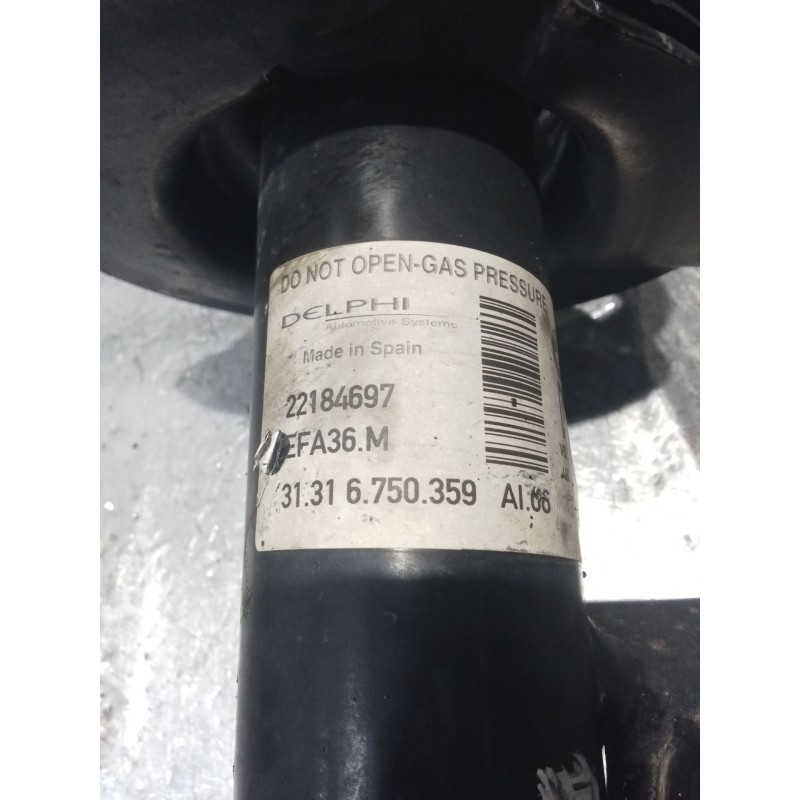 DO NOT OPEN-GAS PRESSURE
DELPHI
Automotive Systems
Made in Spain
22184697
EFA36.M
31.31 6.750.359 AI.06